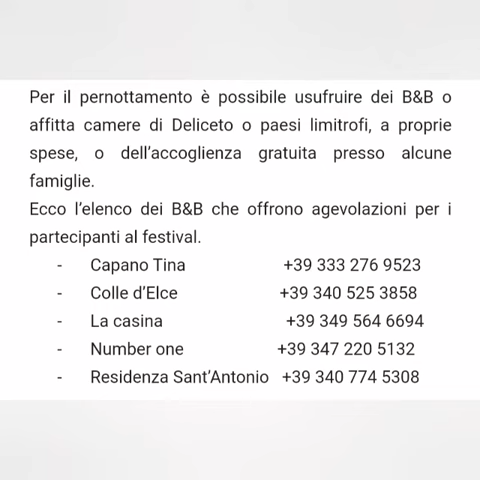 Per il pernottamento è possibile usufruire dei B&B o
affitta camere di Deliceto o paesi limitrofi, a proprie
spese, o dell’accoglienza gratuita presso alcune
famiglie.
Ecco l’elenco dei B&B che offrono agevolazioni per i
partecipanti al festival.
- Capano Tina +39 333 276 9523
- Colle d’Elce +39 340 525 3858
- La casina +39 349 564 6694
- Number one +39 347 220 5132
- Residenza Sant’Antonio +39 340 774 5308